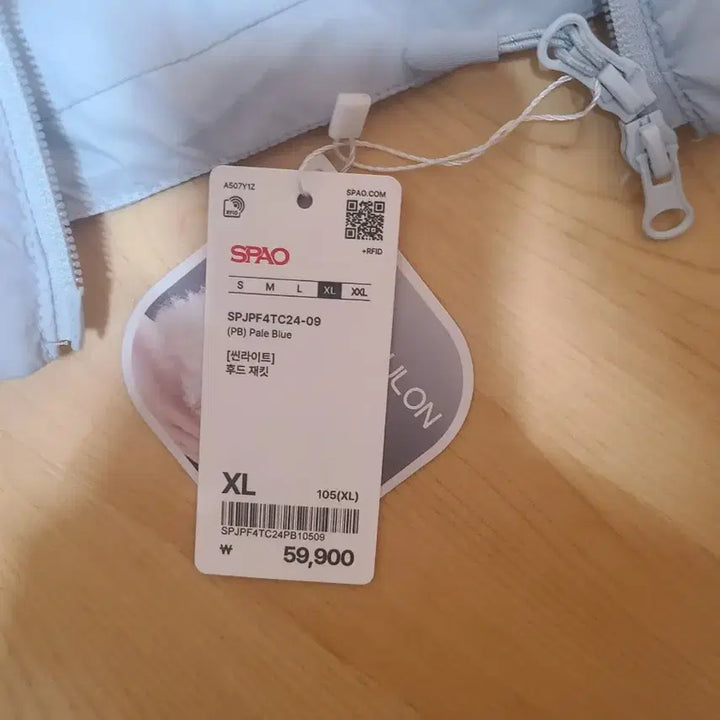 A507Y1Z
SPAO.COM
RFID
+RFID
SPAO
S M L XL XXL
SPJPF4TC24-09
(PB) Pale Blue
[씬라이트]
후드 재킷
XL
105(XL)
SPJPF4TC24PB10509
₩ 59,900